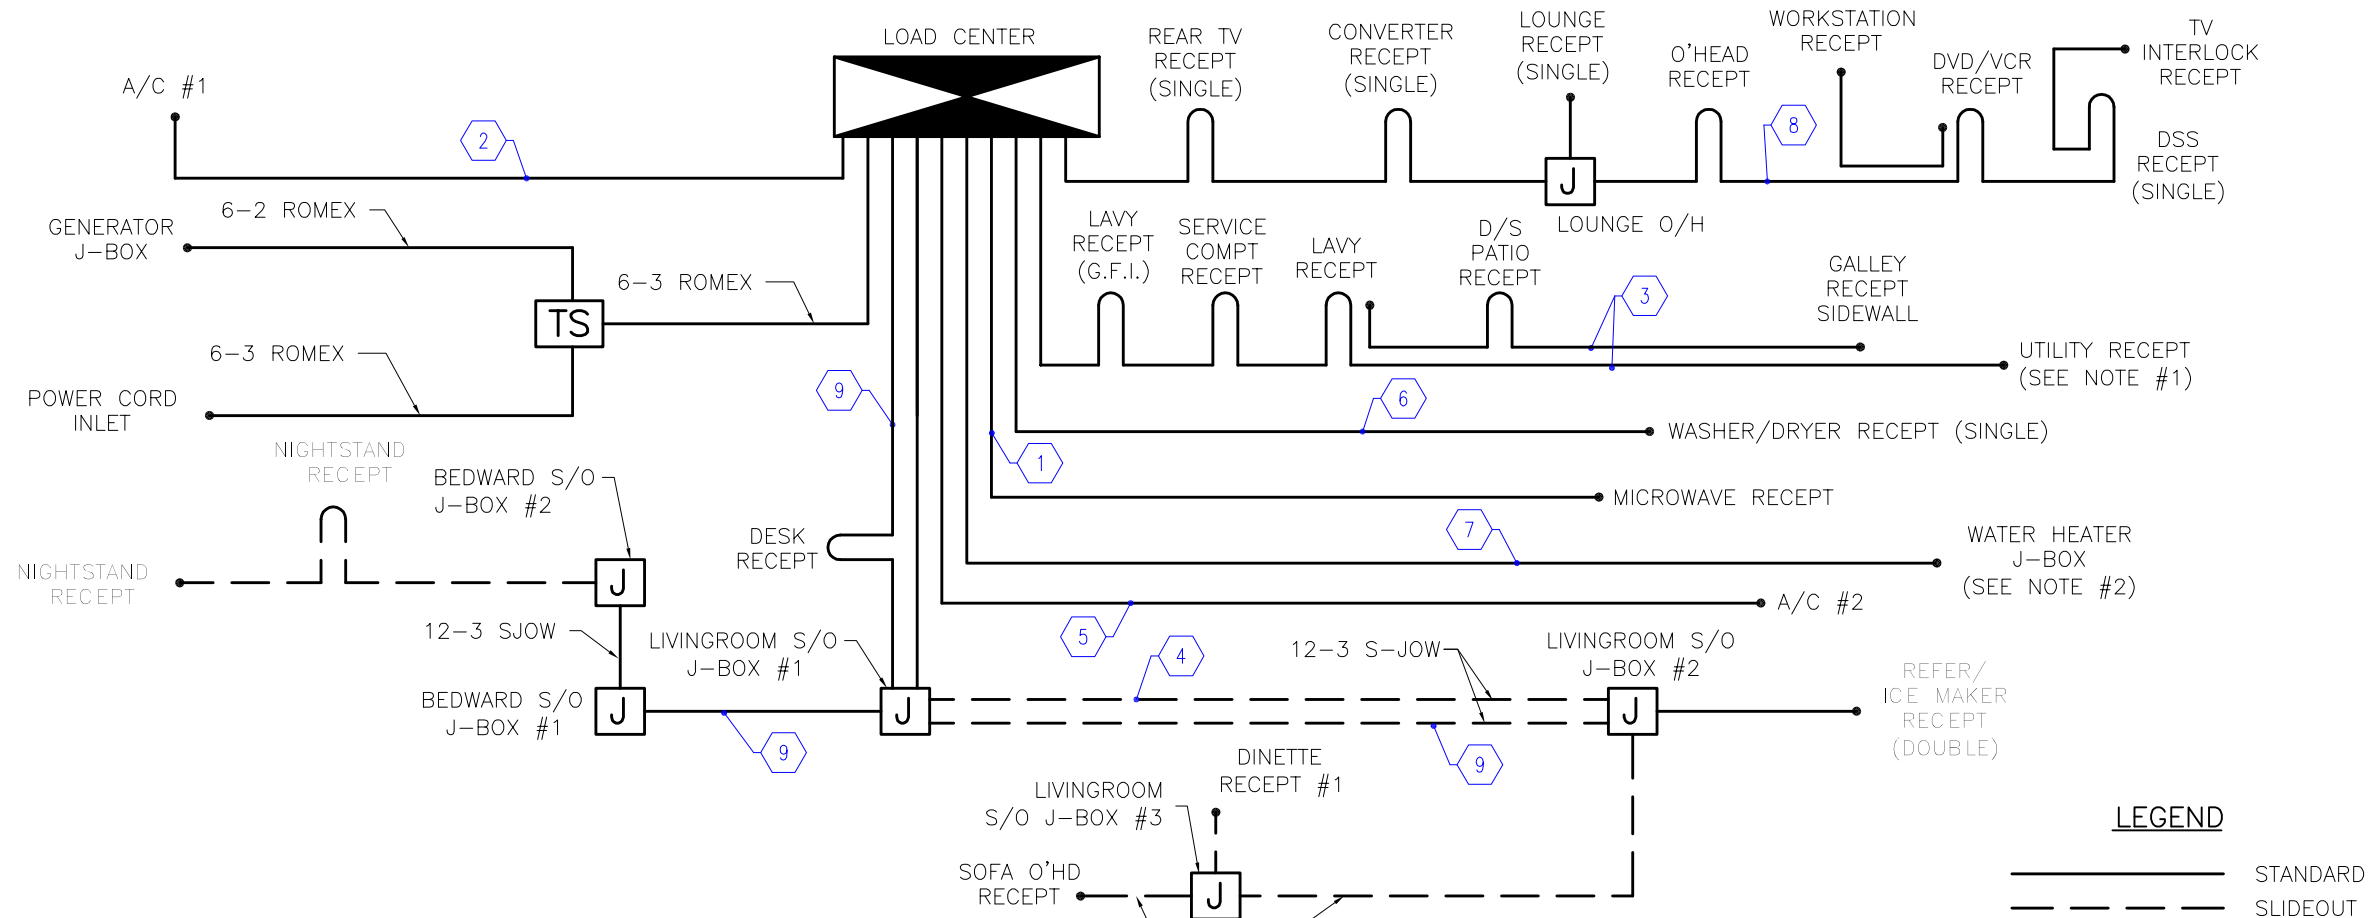 LOAD CENTER
A/C #1
2
REAR TV
RECEPT
(SINGLE)
CONVERTER
RECEPT
(SINGLE)
LOUNGE
RECEPT
(SINGLE)
O'HEAD
RECEPT
WORKSTATION
RECEPT
DVD/VCR
RECEPT
TV
INTERLOCK
RECEPT
8
DSS
RECEPT
(SINGLE)
J
LOUNGE O/H
6-2 ROMEX
GENERATOR
J-BOX
6-3 ROMEX
TS
6-3 ROMEX
POWER CORD
INLET
LAVY
RECEPT
(G.F.I.)
SERVICE
COMPT
RECEPT
LAVY
RECEPT
D/S
PATIO
RECEPT
GALLEY
RECEPT
SIDEWALL
3
UTILITY RECEPT
(SEE NOTE #1)
9
6
WASHER/DRYER RECEPT (SINGLE)
1
MICROWAVE RECEPT
7
WATER HEATER
J-BOX
(SEE NOTE #2)
5
A/C #2
NIGHTSTAND
RECEPT
BEDWARD S/O
J-BOX #2
NIGHTSTAND
RECEPT
J
DESK
RECEPT
12-3 SJOW
LIVINGROOM S/O
J-BOX #1
BEDWARD S/O
J-BOX #1
J
J
9
4
12-3 S-JOW
LIVINGROOM S/O
J-BOX #2
J
REFER/
ICE MAKER
RECEPT
(DOUBLE)
9
DINETTE
RECEPT #1
LIVINGROOM
S/O J-BOX #3
SOFA O'HD
RECEPT
J
LEGEND
STANDARD
SLIDEOUT